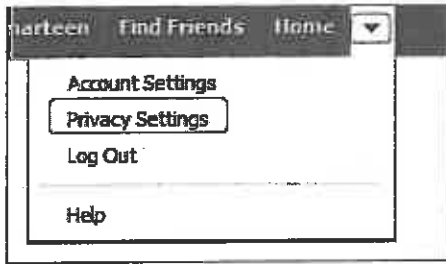 Find Friends Home
Account Settings
Privacy Settings
Log Out
Help